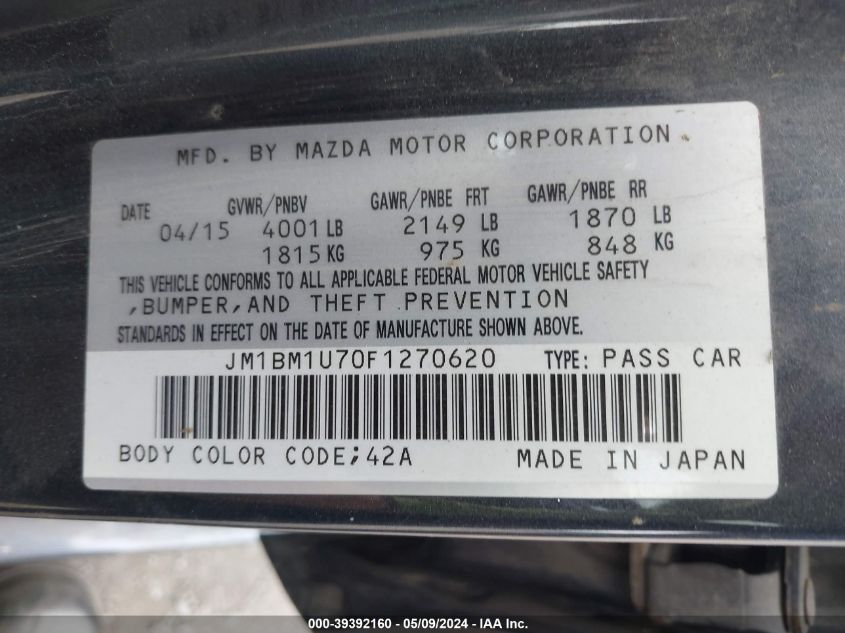 MFD. BY MAZDA MOTOR CORPORATION
DATE GVWR/PNBV GAWR/PNBE FRT GAWR/PNBE RR
04/15 4001 LB 2149 LB 1870 LB
1815 KG 975 KG 848 KG
THIS VEHICLE CONFORMS TO ALL APPLICABLE FEDERAL MOTOR VEHICLE SAFETY
,BUMPER,AND THEFT PREVENTION
STANDARDS IN EFFECT ON THE DATE OF MANUFACTURE SHOWN ABOVE.
JM1BM1U70F1270620 TYPE: PASS CAR
BODY COLOR CODE;42A MADE IN JAPAN
000-39392160 - 05/09/2024 - IAA Inc.